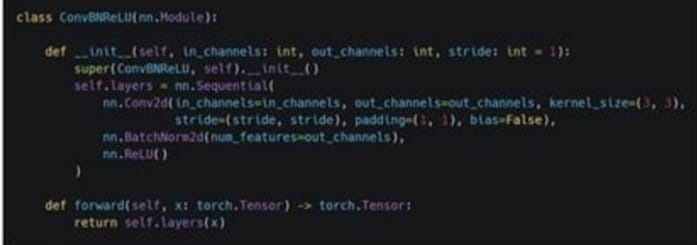 class ConvBNReLU(nn.Module):
def __init__(self, in_channels: int, out_channels: int, stride: int = 1):
super(ConvBNReLU, self).__init__()
self.layers = nn.Sequential(
nn.Conv2d(in_channels=in_channels, out_channels=out_channels, kernel_size=(3, 3),
stride=(stride, stride), padding=(1, 1), bias=False),
nn.BatchNorm2d(num_features=out_channels),
nn.ReLU()
)
def forward(self, x: torch.Tensor) -> torch.Tensor:
return self.layers(x)